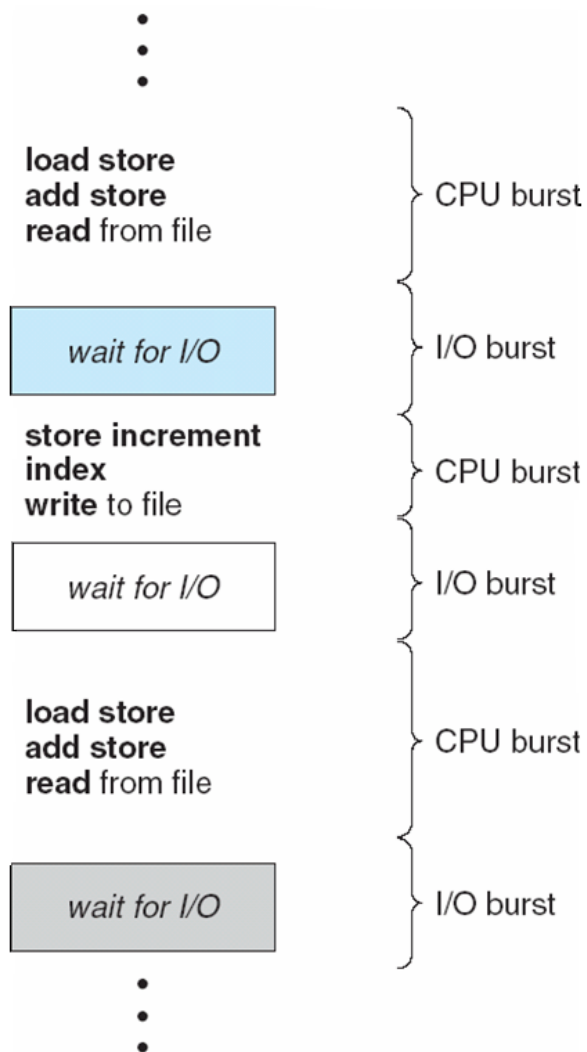 load store
add store
read from file
CPU burst
wait for I/O
I/O burst
store increment
index
write to file
CPU burst
wait for I/O
I/O burst
load store
add store
read from file
CPU burst
wait for I/O
I/O burst